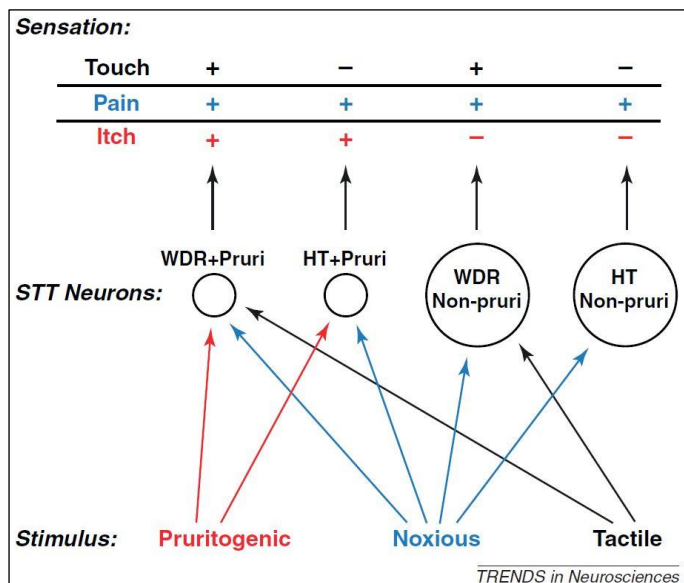 Sensation:
Touch + – + –
Pain + + + +
Itch + + – –
WDR+Pruri HT+Pruri WDR HT
STT Neurons: Non-pruri Non-pruri
Stimulus: Pruritogenic Noxious Tactile
TRENDS in Neurosciences